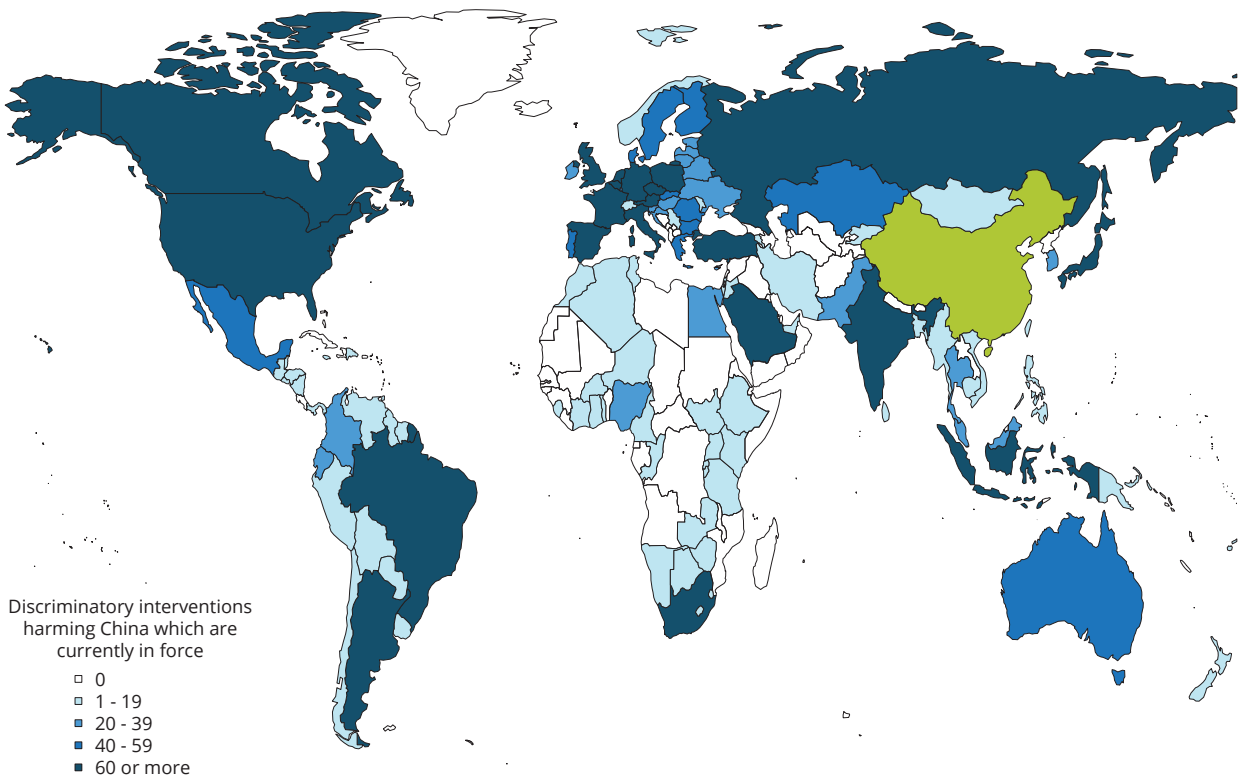 Discriminatory interventions
harming China which are
currently in force
0
1 - 19
20 - 39
40 - 59
60 or more